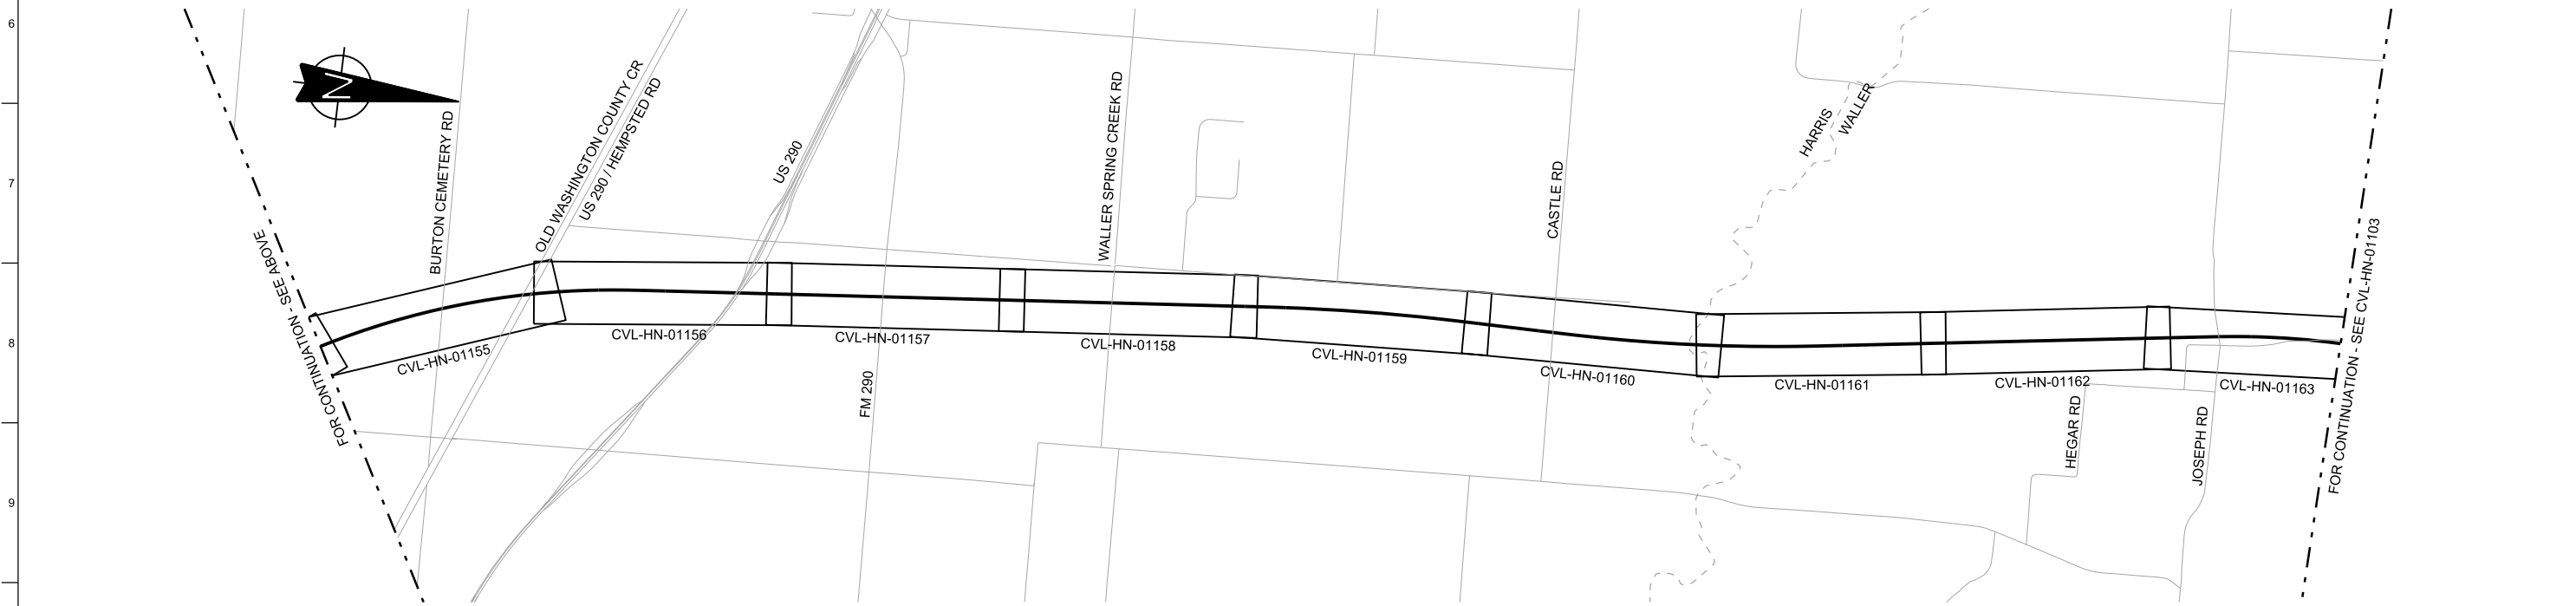 6
7
8
9
N
FOR CONTINUATION - SEE ABOVE
BURTON CEMETERY RD
OLD WASHINGTON COUNTY CR
US 290 / HEMPSTED RD
US 290
FM 290
WALLER SPRING CREEK RD
CASTLE RD
HARRIS
WALLER
HEGAR RD
JOSEPH RD
CVL-HN-01155
CVL-HN-01156
CVL-HN-01157
CVL-HN-01158
CVL-HN-01159
CVL-HN-01160
CVL-HN-01161
CVL-HN-01162
CVL-HN-01163
FOR CONTINUATION - SEE CVL-HN-01103